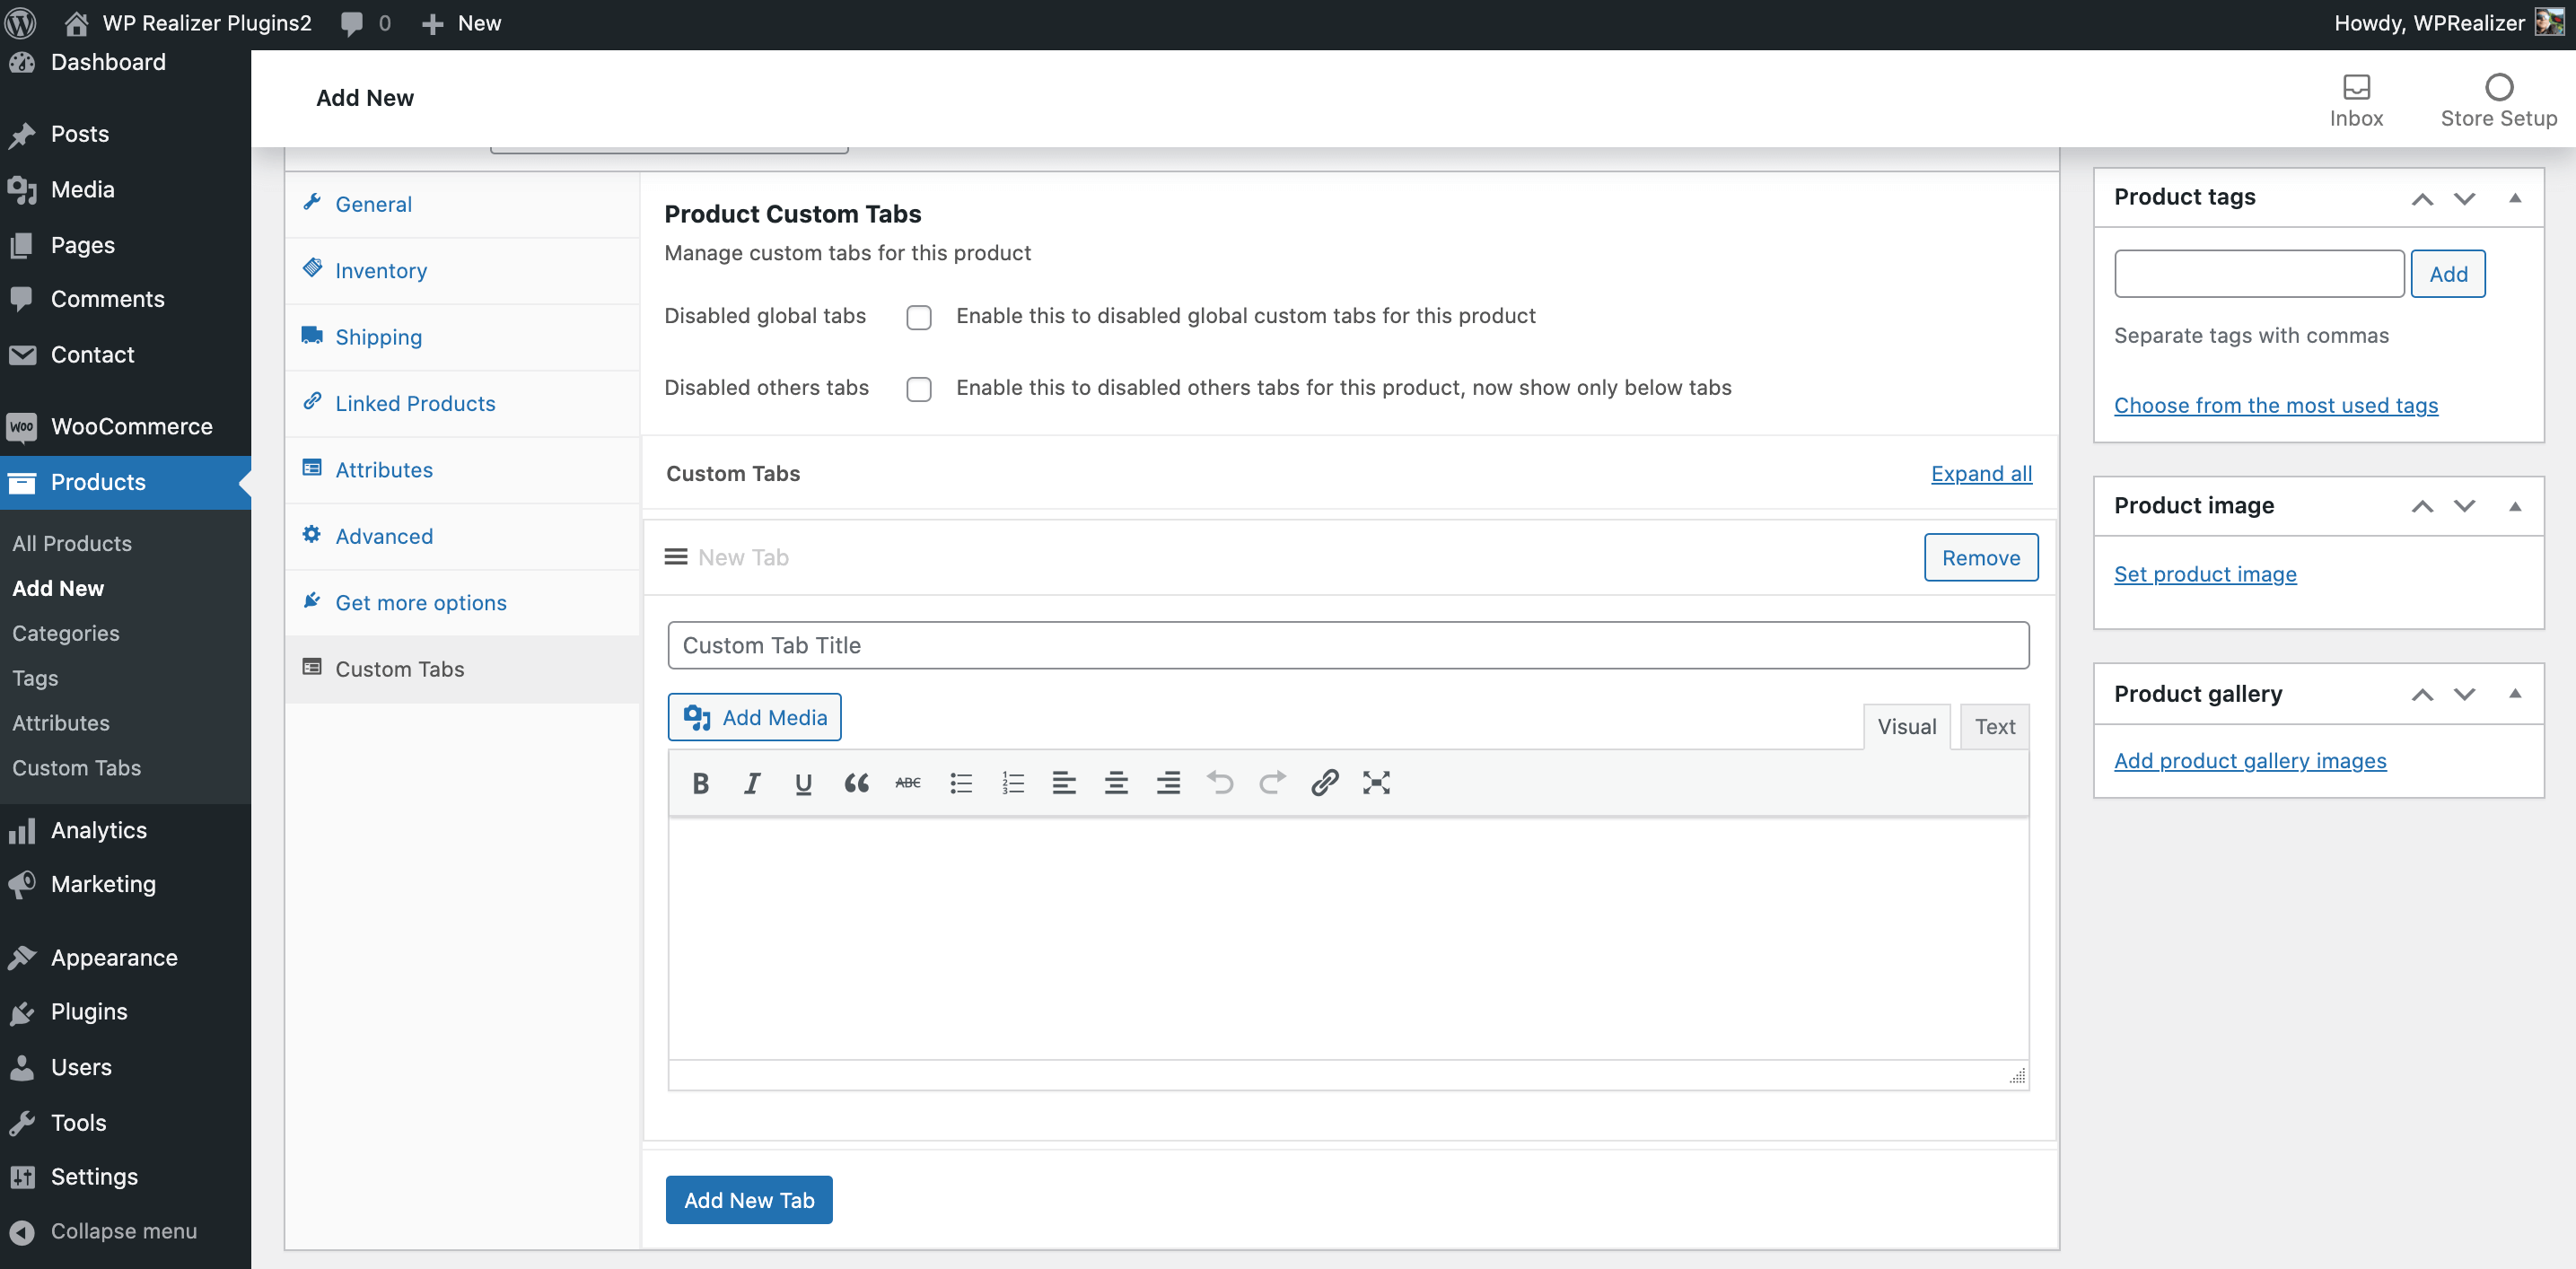 WP Realizer Plugins2 0 New Howdy, WPRealizer
Dashboard
Posts
Media
Pages
Comments
Contact
WOO WooCommerce
Products
All Products
Add New
Categories
Tags
Attributes
Custom Tabs
Analytics
Marketing
Appearance
Plugins
Users
Tools
Settings
Collapse menu
Add New
Inbox
Store Setup
General
Inventory
Shipping
Linked Products
Attributes
Advanced
Get more options
Custom Tabs
Product Custom Tabs
Manage custom tabs for this product
Disabled global tabs Enable this to disabled global custom tabs for this product
Disabled others tabs Enable this to disabled others tabs for this product, now show only below tabs
Custom Tabs Expand all
New Tab Remove
Custom Tab Title
Add Media
Visual Text
B I U ABC
Add New Tab
Product tags
Add
Separate tags with commas
Choose from the most used tags
Product image
Set product image
Product gallery
Add product gallery images